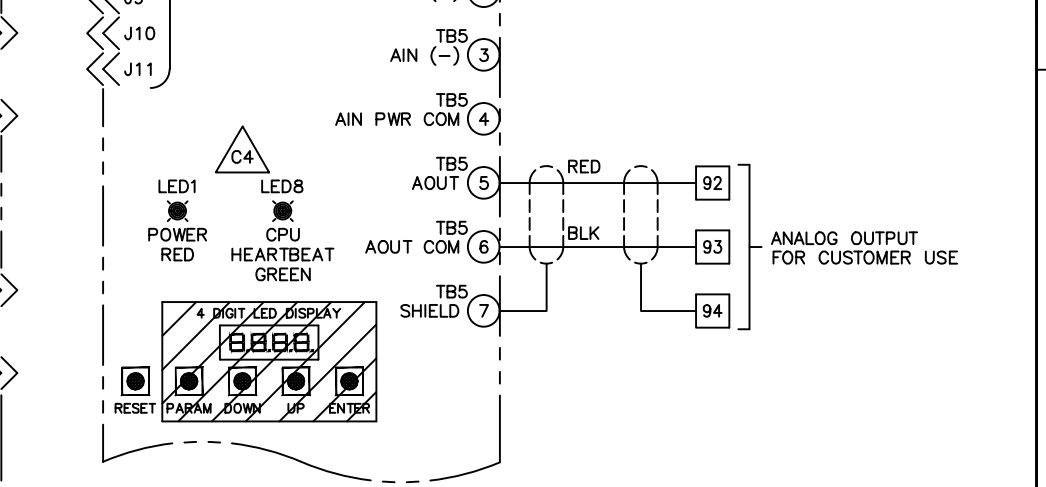 J10
J11
TB5
AIN (−) 3
TB5
AIN PWR COM 4
C4
TB5
AOUT 5
RED
92
LED1
LED8
POWER
RED
CPU
HEARTBEAT
GREEN
TB5
AOUT COM 6
BLK
93
ANALOG OUTPUT
FOR CUSTOMER USE
TB5
SHIELD 7
94
4 DIGIT LED DISPLAY
8.8.8.8.
RESET PARAM DOWN UP ENTER